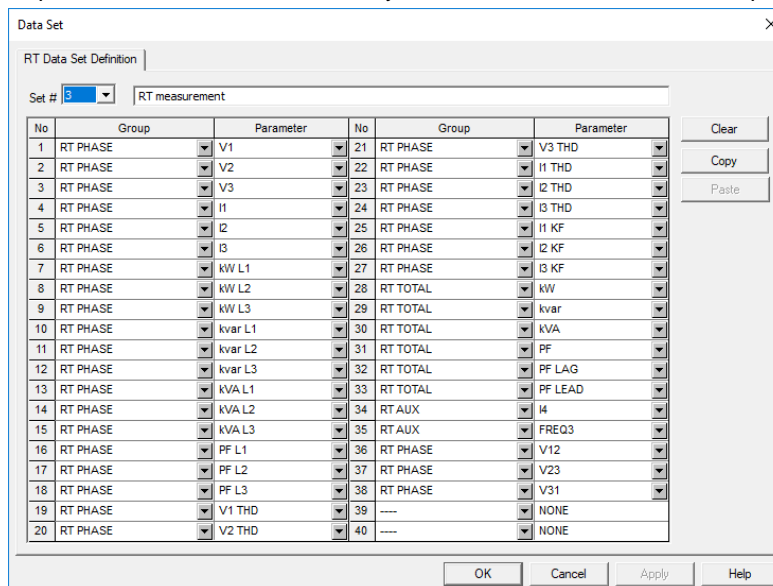 Data Set
RT Data Set Definition
Set # 3 RT measurement
No Group Parameter No Group Parameter
1 RT PHASE V1 21 RT PHASE V3 THD
2 RT PHASE V2 22 RT PHASE I1 THD
3 RT PHASE V3 23 RT PHASE I2 THD
4 RT PHASE I1 24 RT PHASE I3 THD
5 RT PHASE I2 25 RT PHASE I1 KF
6 RT PHASE I3 26 RT PHASE I2 KF
7 RT PHASE kW L1 27 RT PHASE I3 KF
8 RT PHASE kW L2 28 RT TOTAL kW
9 RT PHASE kW L3 29 RT TOTAL kvar
10 RT PHASE kvar L1 30 RT TOTAL kVA
11 RT PHASE kvar L2 31 RT TOTAL PF
12 RT PHASE kvar L3 32 RT TOTAL PF LAG
13 RT PHASE kVA L1 33 RT TOTAL PF LEAD
14 RT PHASE kVA L2 34 RT AUX I4
15 RT PHASE kVA L3 35 RT AUX FREQ3
16 RT PHASE PF L1 36 RT PHASE V12
17 RT PHASE PF L2 37 RT PHASE V23
18 RT PHASE PF L3 38 RT PHASE V31
19 RT PHASE V1 THD 39 ---- NONE
20 RT PHASE V2 THD 40 ---- NONE
Clear
Copy
Paste
OK Cancel Apply Help